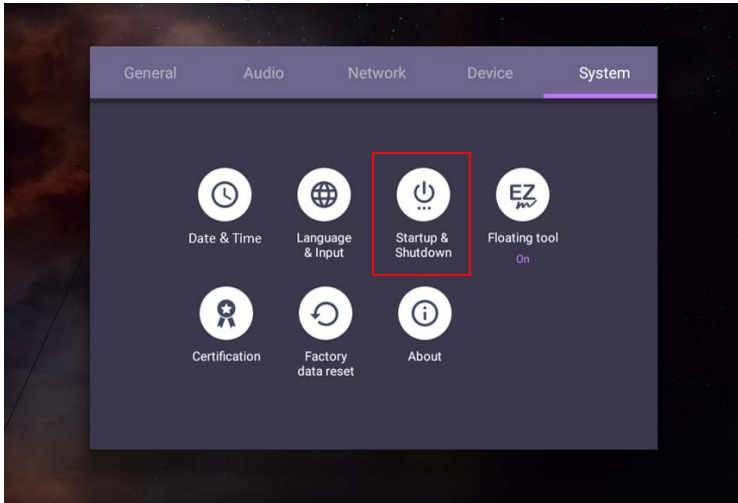 General Audio Network Device System
EZ
Date & Time
Language
& Input
Startup &
Shutdown
Floating tool
On
Certification
Factory
data reset
About